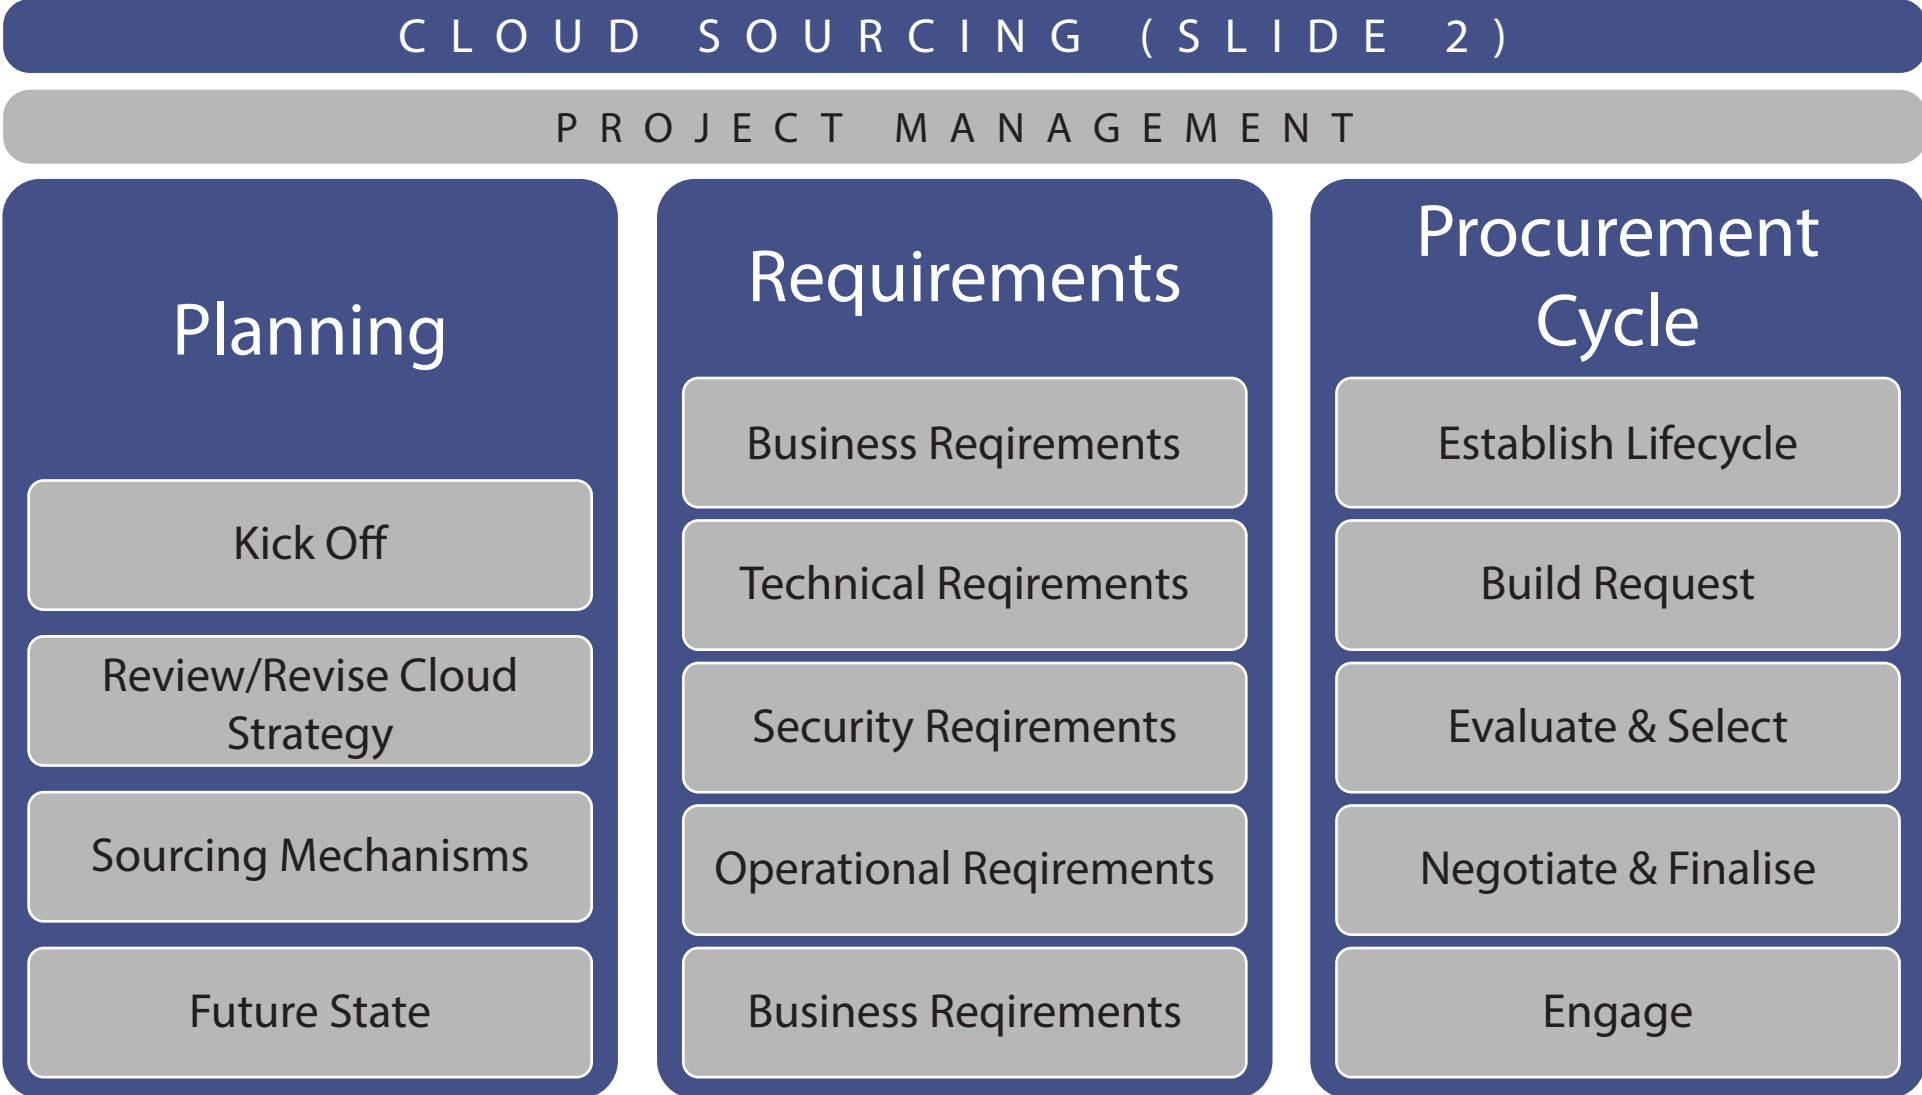 CLOUD SOURCING (SLIDE 2)
PROJECT MANAGEMENT
Planning
Kick Off
Review/Revise Cloud
Strategy
Sourcing Mechanisms
Future State
Requirements
Business Reqirements
Technical Reqirements
Security Reqirements
Operational Reqirements
Business Reqirements
Procurement
Cycle
Establish Lifecycle
Build Request
Evaluate & Select
Negotiate & Finalise
Engage